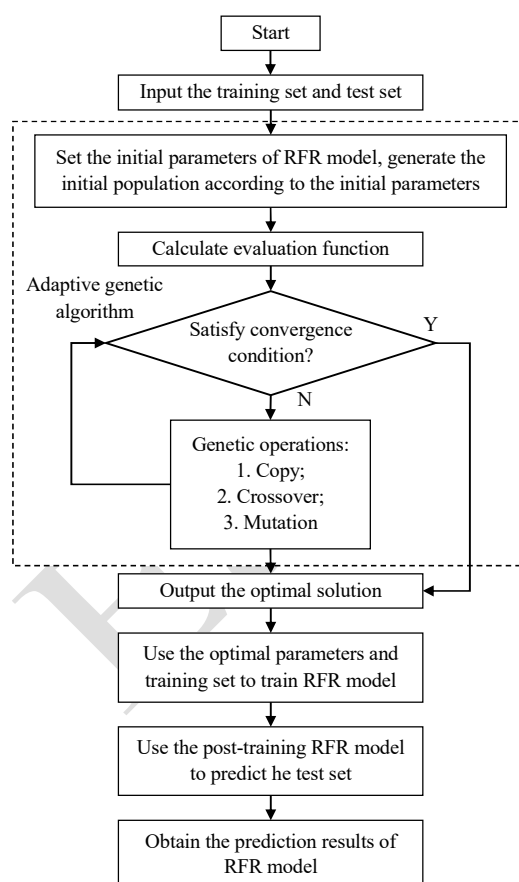 Start
Input the training set and test set
Set the initial parameters of RFR model, generate the
initial population according to the initial parameters
Calculate evaluation function
Adaptive genetic
algorithm
Satisfy convergence
condition?
Y
N
Genetic operations:
1. Copy;
2. Crossover;
3. Mutation
Output the optimal solution
Use the optimal parameters and
training set to train RFR model
Use the post-training RFR model
to predict he test set
Obtain the prediction results of
RFR model